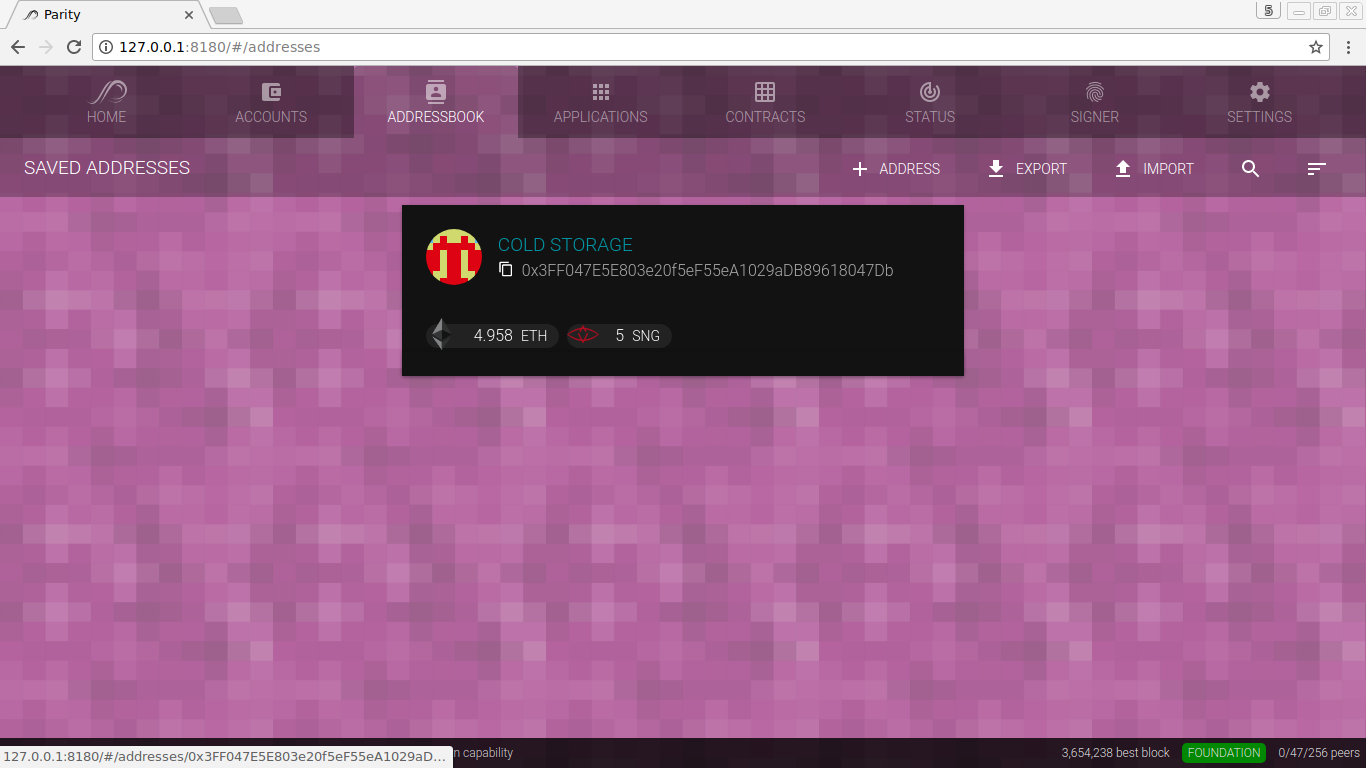 Parity
5
127.0.0.1:8180/#/addresses
HOME
ACCOUNTS
ADDRESSBOOK
APPLICATIONS
CONTRACTS
STATUS
SIGNER
SETTINGS
SAVED ADDRESSES
ADDRESS
EXPORT
IMPORT
COLD STORAGE
0x3FF047E5E803e20f5eF55eA1029aDB89618047Db
4.958 ETH
5 SNG
127.0.0.1:8180/#/addresses/0x3FF047E5E803e20f5eF55eA1029aD...
capability
3,654,238 best block
FOUNDATION
0/47/256 peers